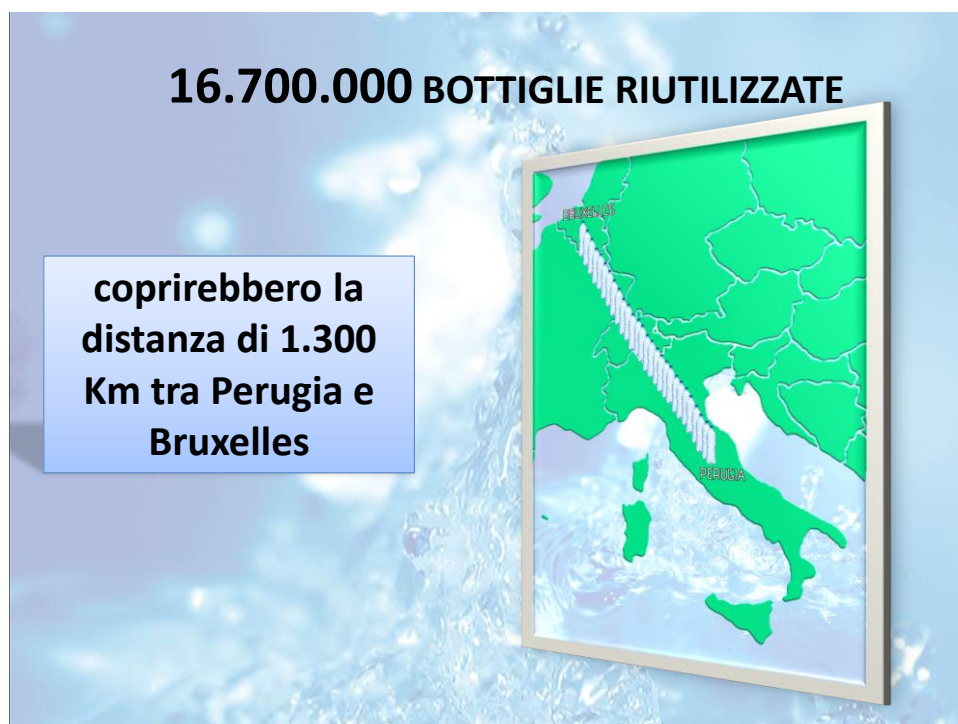 16.700.000 BOTTIGLIE RIUTILIZZATE
BRUXELLES
coprirebbero la
distanza di 1.300
Km tra Perugia e
Bruxelles
PERUGIA